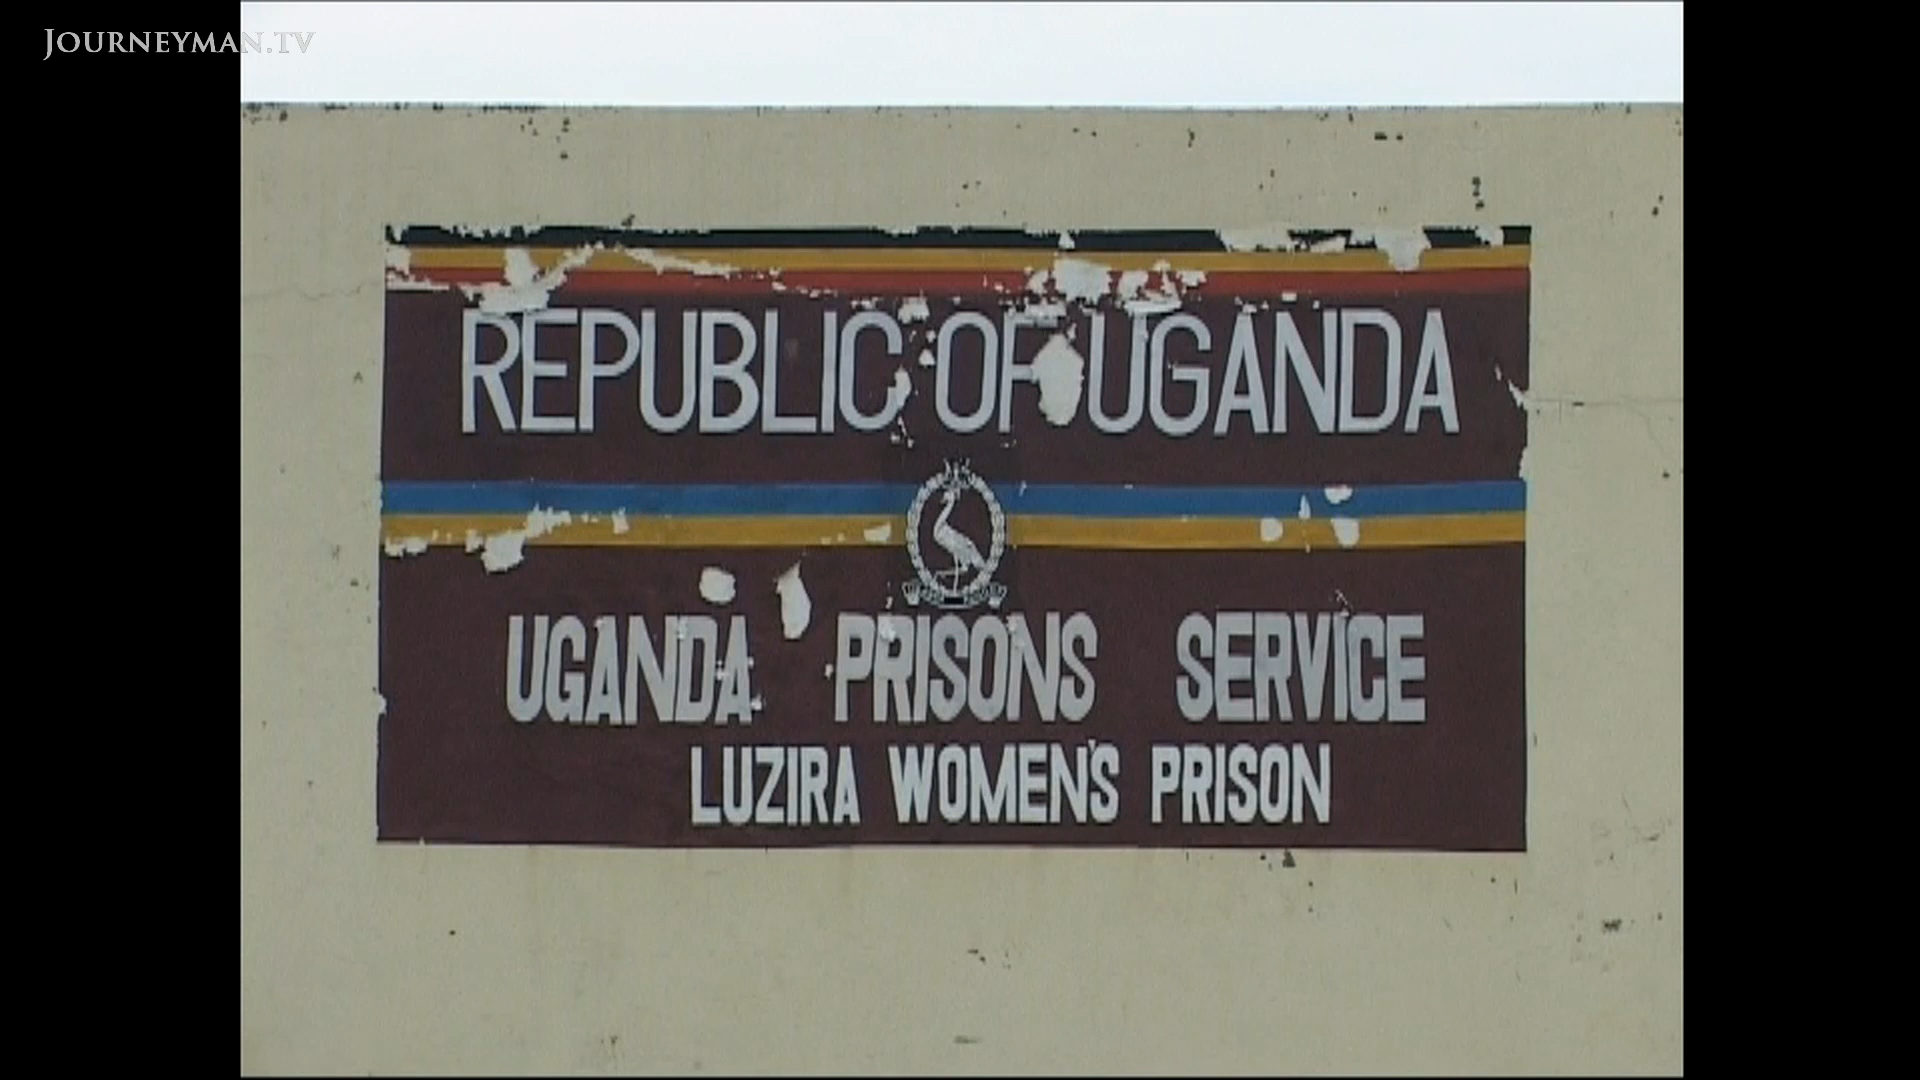 JOURNEYMAN.TV
REPUBLIC OF UGANDA
UGANDA PRISONS SERVICE
LUZIRA WOMEN'S PRISON